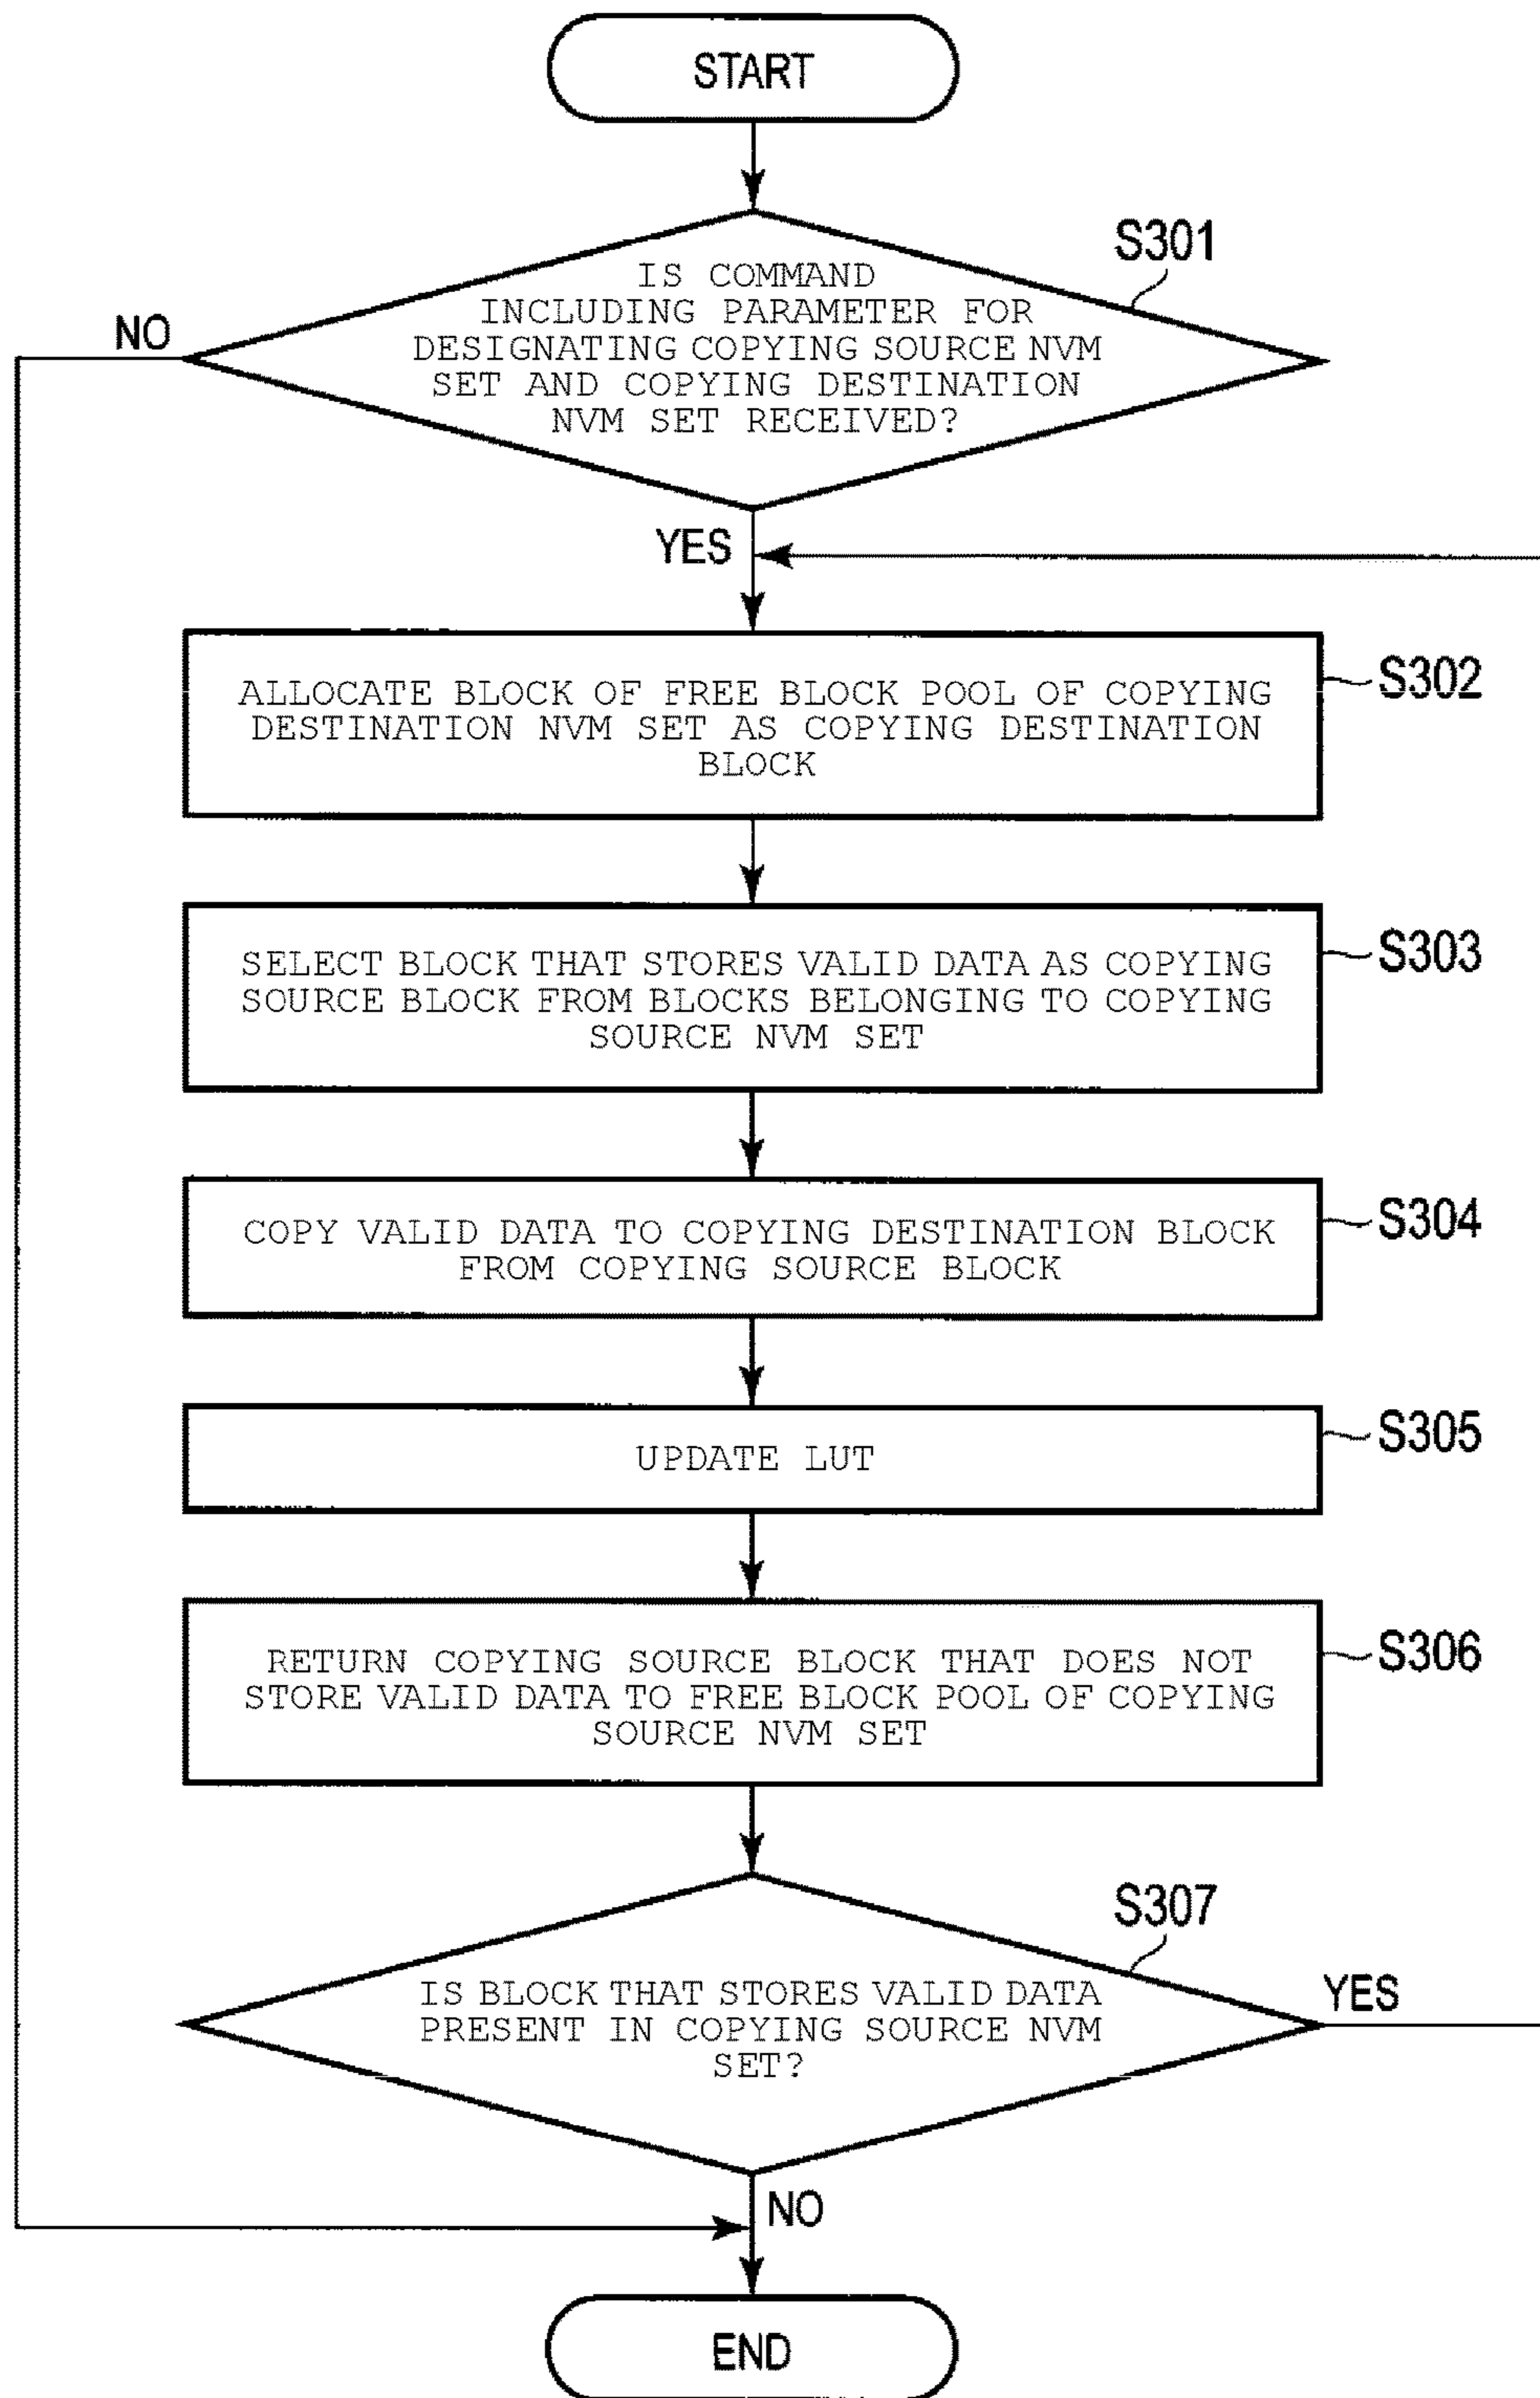 START
S301
IS COMMAND
INCLUDING PARAMETER FOR
DESIGNATING COPYING SOURCE NVM
SET AND COPYING DESTINATION
NVM SET RECEIVED?
NO
YES
S302
ALLOCATE BLOCK OF FREE BLOCK POOL OF COPYING
DESTINATION NVM SET AS COPYING DESTINATION
BLOCK
S303
SELECT BLOCK THAT STORES VALID DATA AS COPYING
SOURCE BLOCK FROM BLOCKS BELONGING TO COPYING
SOURCE NVM SET
S304
COPY VALID DATA TO COPYING DESTINATION BLOCK
FROM COPYING SOURCE BLOCK
S305
UPDATE LUT
S306
RETURN COPYING SOURCE BLOCK THAT DOES NOT
STORE VALID DATA TO FREE BLOCK POOL OF COPYING
SOURCE NVM SET
S307
IS BLOCK THAT STORES VALID DATA
PRESENT IN COPYING SOURCE NVM
SET?
YES
NO
END